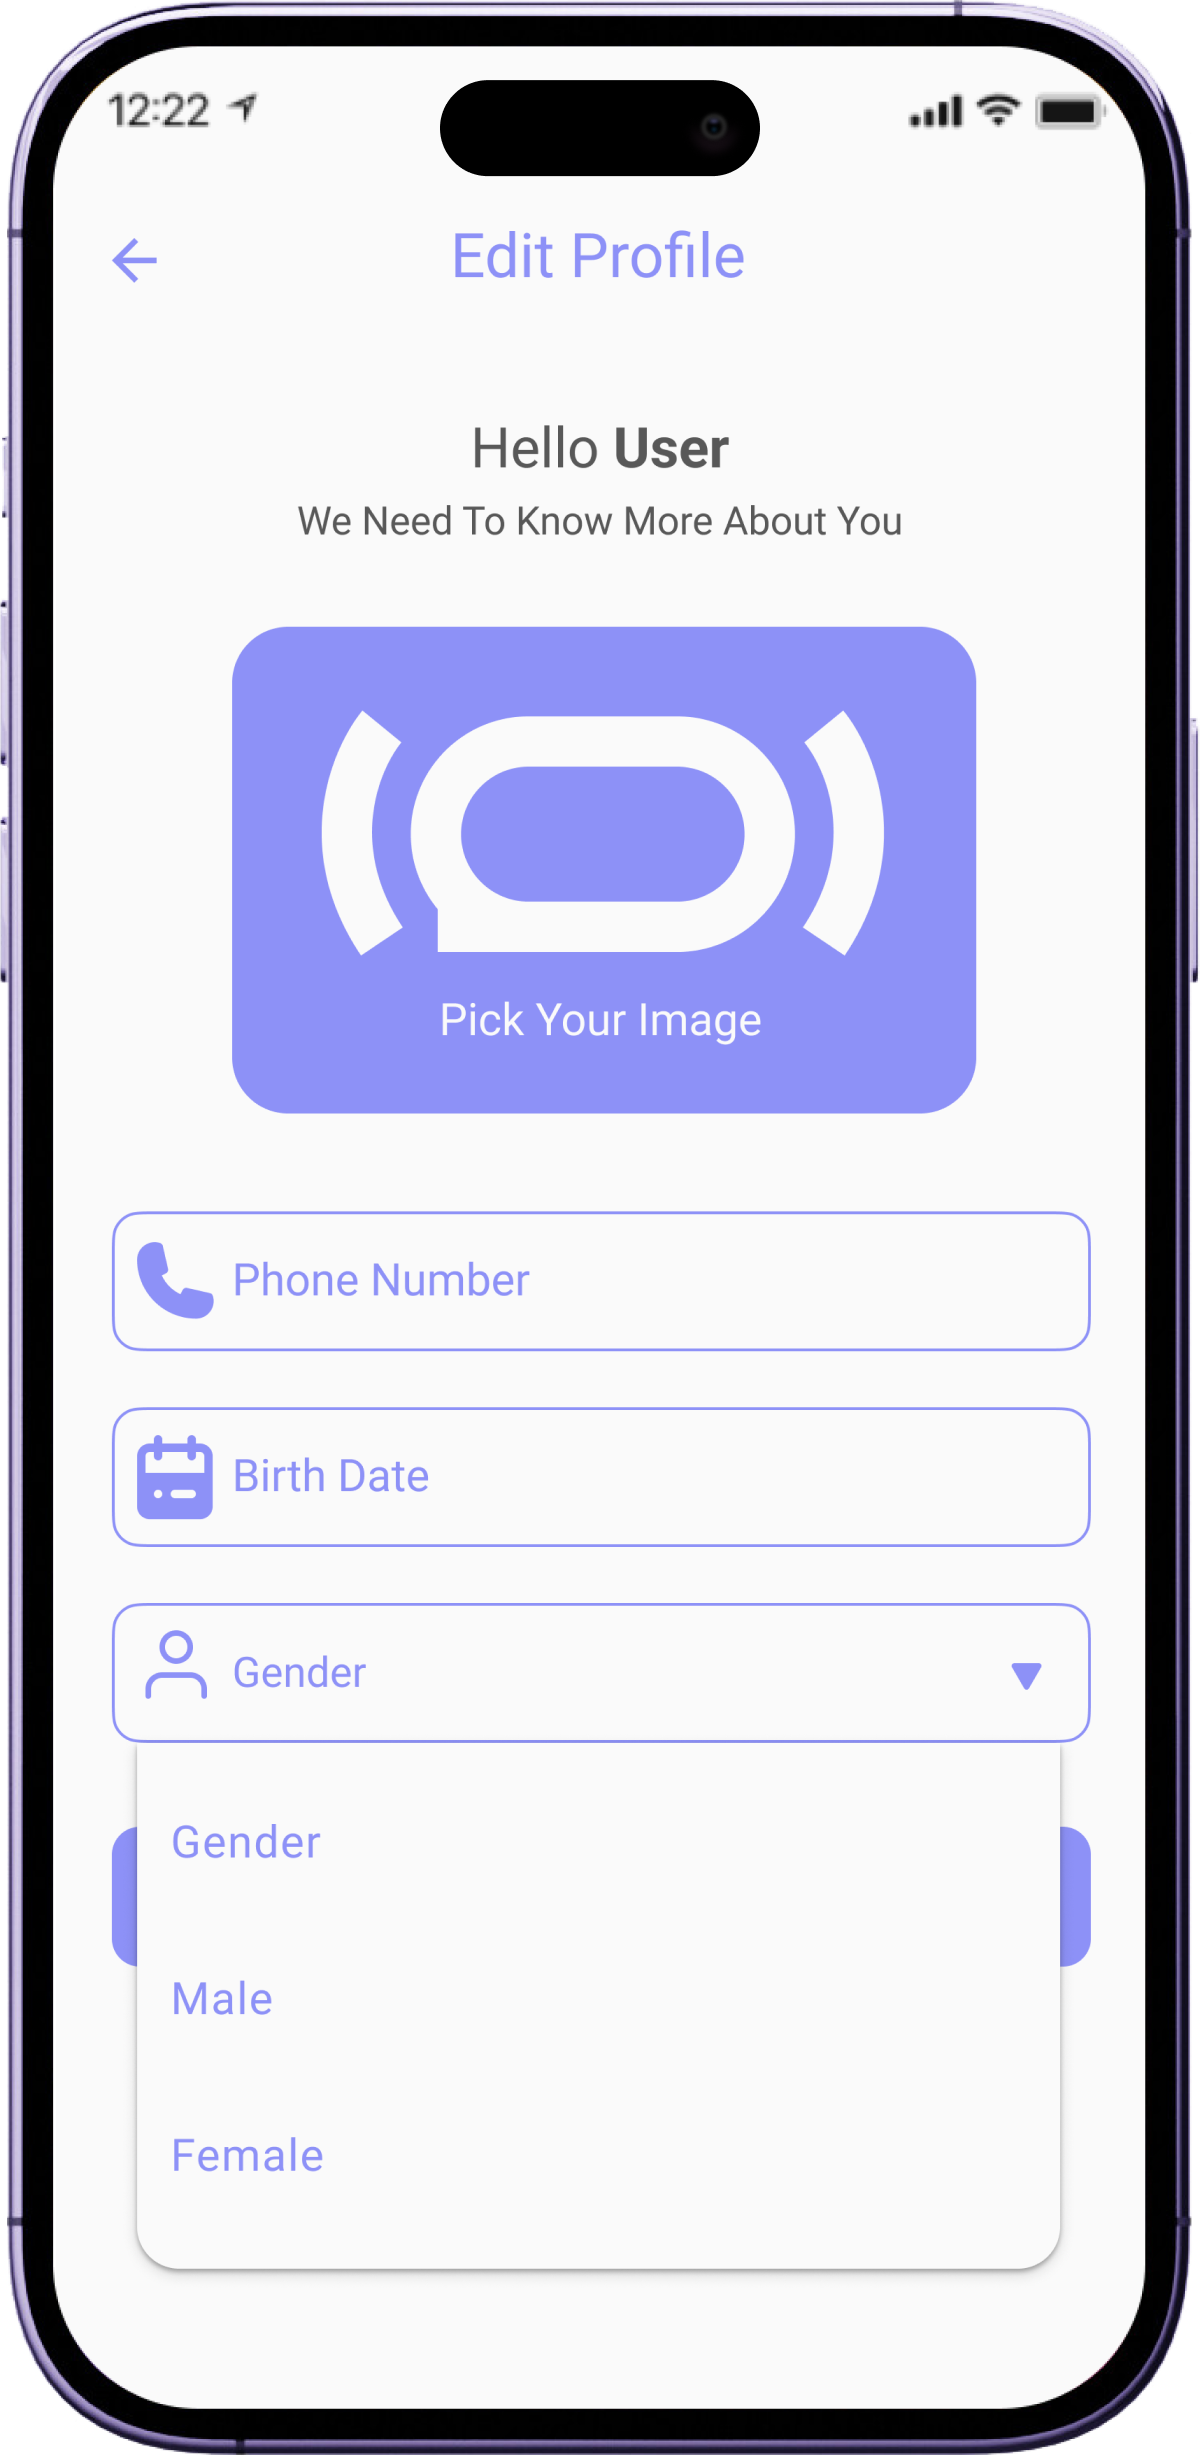 12:22
Edit Profile
Hello User
We Need To Know More About You
Pick Your Image
Phone Number
Birth Date
Gender
Gender
Male
Female